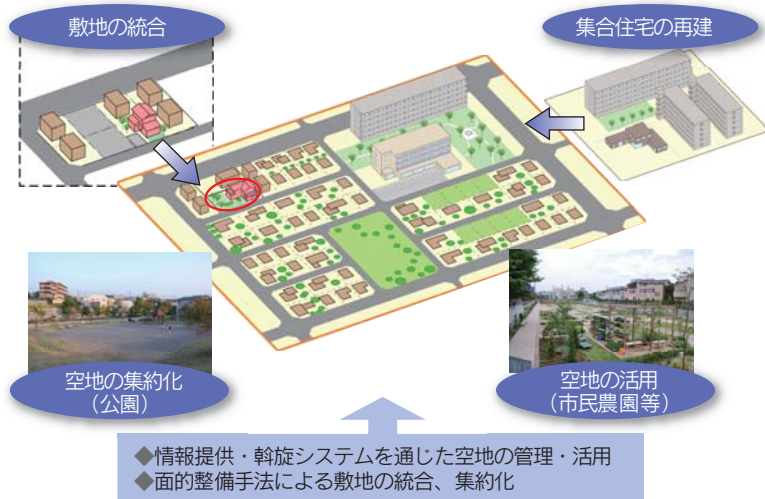 敷地の統合
集合住宅の再建
空地の集約化
（公園）
空地の活用
（市民農園等）
◆情報提供・斡旋システムを通じた空地の管理・活用
◆面的整備手法による敷地の統合、集約化